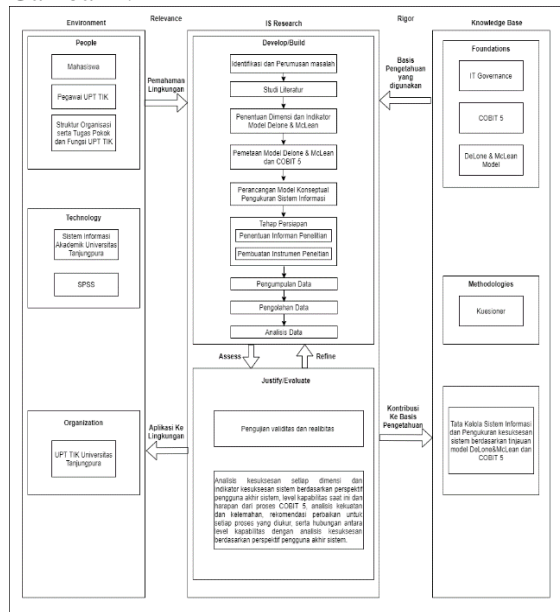 Environment
Relevance
IS Research
Rigor
Knowledge Base
People
Mahasiswa
Pegawai UPT TIK
Struktur Organisasi
serta Tugas Pokok
dan Fungsi UPT TIK
Technology
Sistem Informasi
Akademik Universitas
Tanjungpura
SPSS
Organization
UPT TIK Universitas
Tanjungpura
Pemahaman
Lingkungan
Aplikasi Ke
Lingkungan
Develop/Build
Identifikasi dan Perumusan masalah
Studi Literatur
Penentuan Dimensi dan Indikator
Model Delone & McLean
Pemetaan Model Delone & McLean
dan COBIT 5
Perancangan Model Konseptual
Pengukuran Sistem Informasi
Tahap Persiapan
Penentuan Informan Penelitian
Pembuatan Instrumen Peneitian
Pengumpulan Data
Pengolahan Data
Analisis Data
Assess
Refine
Justify/Evaluate
Pengujian validitas dan realibitas
Analisis kesuksesan setiap dimensi dan
indikator kesuksesan sistem berdasarkan perspektif
pengguna akhir sistem, level kapabilitas saat ini dan
harapan dari proses COBIT 5, analisis kekuatan
dan kelemahan, rekomendasi perbaikan untuk
setiap proses yang diukur, serta hubungan antara
level kapabilitas dengan analisis kesuksesan
berdasarkan perspektif pengguna akhir sistem.
Basis
Pengetahuan
yang
digunakan
Kontribusi
Ke Basis
Pengetahuan
Foundations
IT Governance
COBIT 5
DeLone & McLean
Model
Methodologies
Kuesioner
Tata Kalola Sistem Informasi
dan Pengukuran kesuksesan
sistem berdasarkan tinjauan
model DeLone&McLean dan
COBIT 5